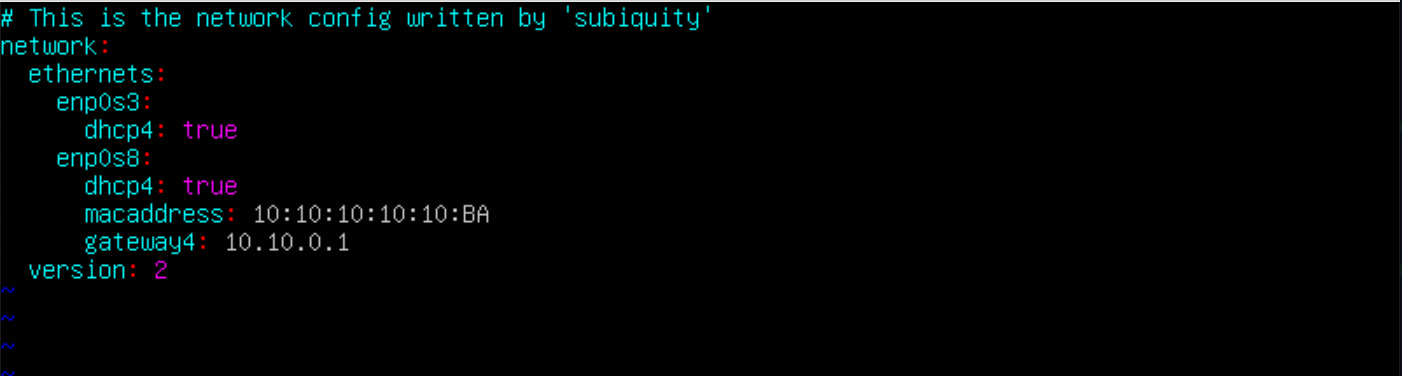 # This is the network config written by 'subiquity'
network:
  ethernets:
    enp0s3:
      dhcp4: true
    enp0s8:
      dhcp4: true
      macaddress: 10:10:10:10:10:BA
      gateway4: 10.10.0.1
  version: 2
~
~
~
~